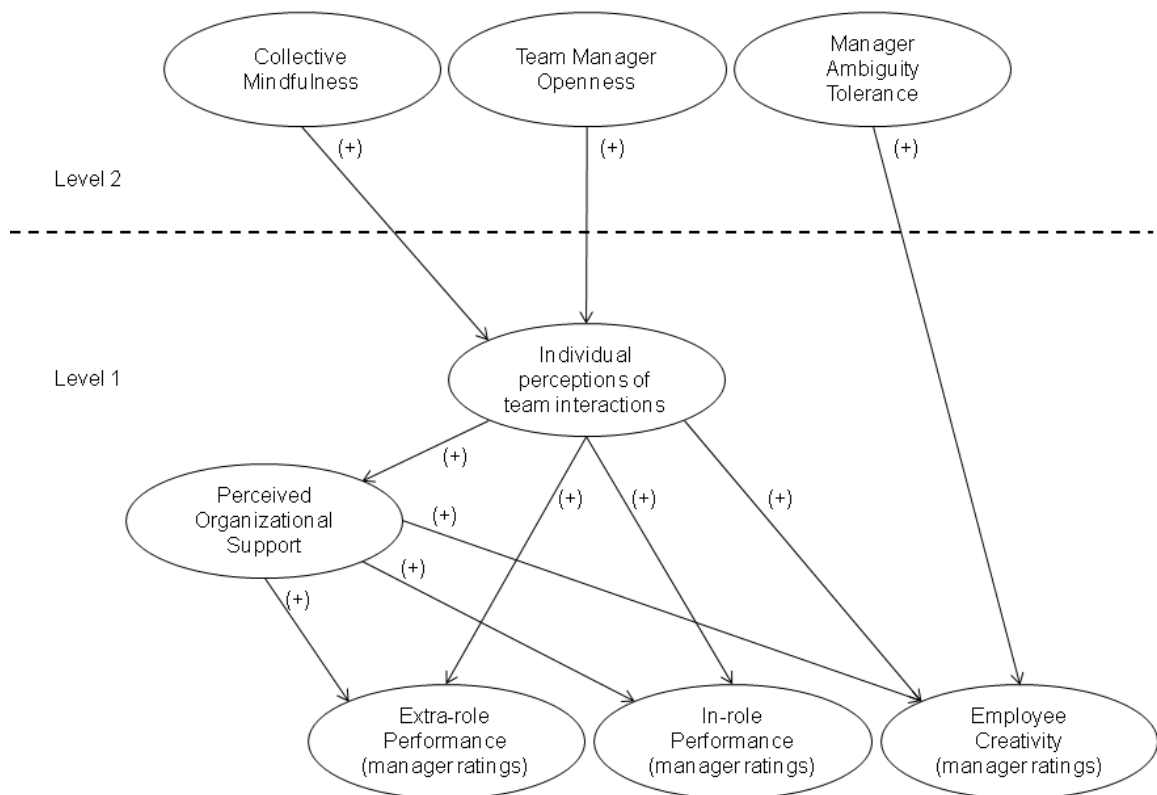 Collective
Mindfulness
Team Manager
Openness
Manager
Ambiguity
Tolerance
(+)
(+)
(+)
Level 2
Level 1
Individual
perceptions of
team interactions
(+)
(+)
(+)
(+)
Perceived
Organizational
Support
(+)
(+)
(+)
Extra-role
Performance
(manager ratings)
In-role
Performance
(manager ratings)
Employee
Creativity
(manager ratings)